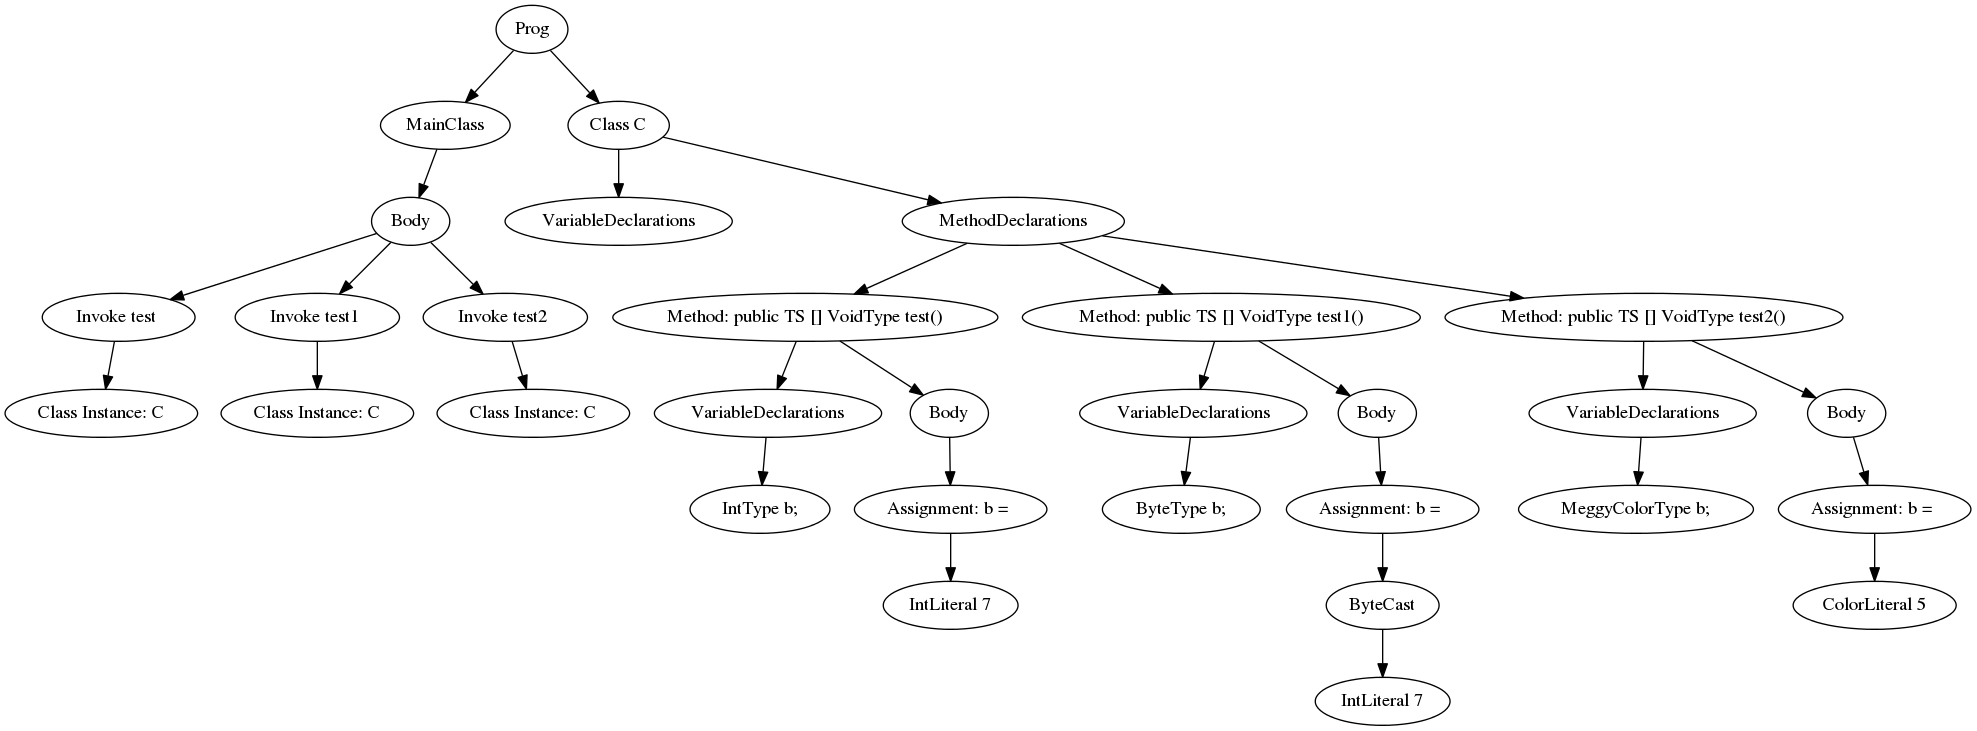 Prog
MainClass
Class C
Body
VariableDeclarations
MethodDeclarations
Invoke test
Invoke test1
Invoke test2
Method: public TS [] VoidType test()
Method: public TS [] VoidType test1()
Method: public TS [] VoidType test2()
Class Instance: C
Class Instance: C
Class Instance: C
VariableDeclarations
Body
VariableDeclarations
Body
VariableDeclarations
Body
IntType b;
Assignment: b =
ByteType b;
Assignment: b =
MeggyColorType b;
Assignment: b =
IntLiteral 7
ByteCast
ColorLiteral 5
IntLiteral 7